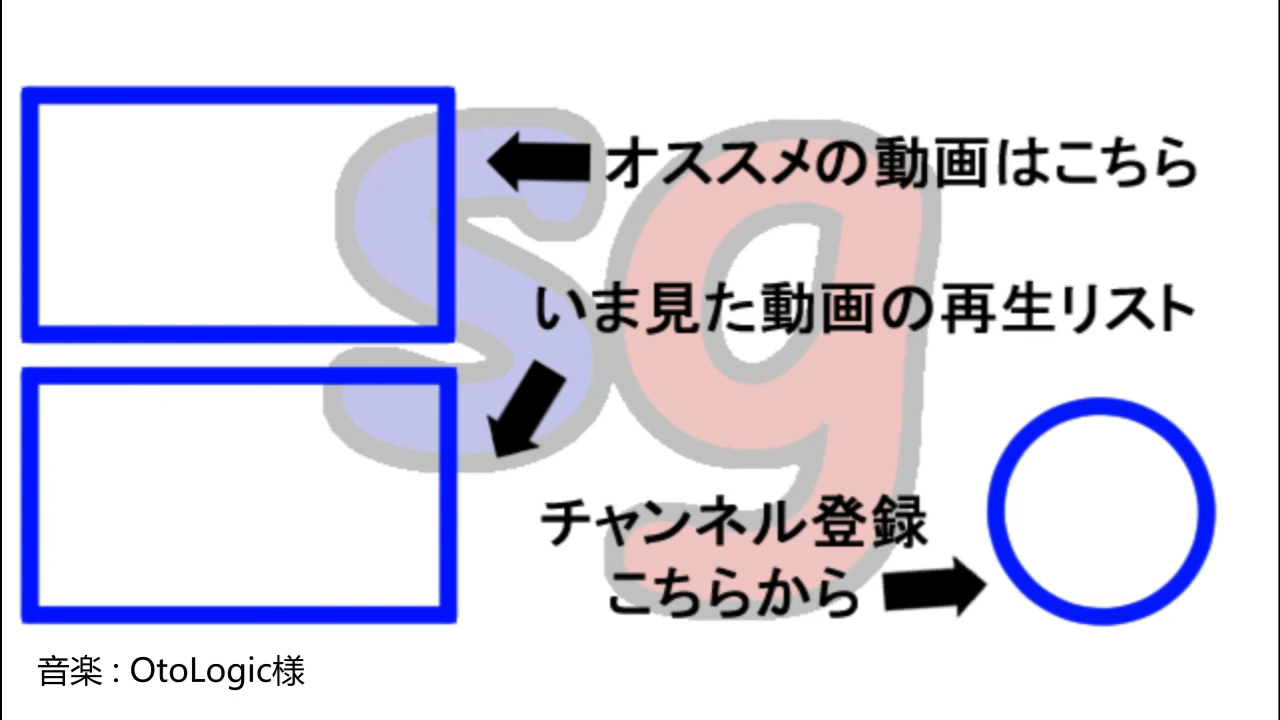 sg
オススメの動画はこちら
いま見た動画の再生リスト
チャンネル登録
こちらから
音楽 : OtoLogic様